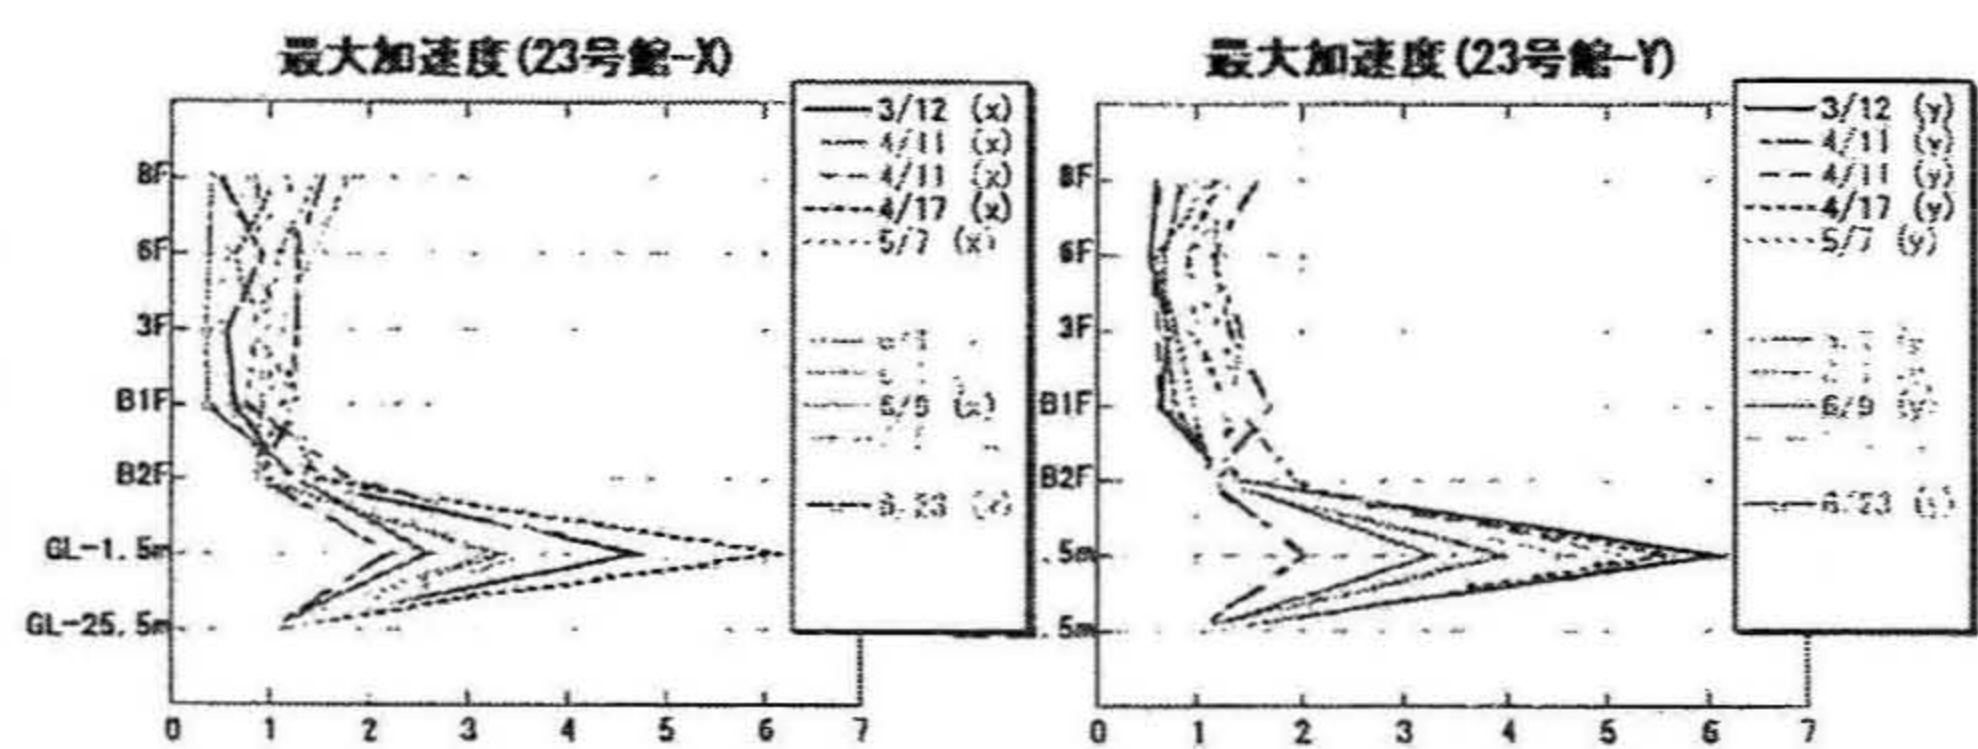 最大加速度(23号館-X)
3/12 (x)
4/11 (x)
4/11 (x)
4/17 (x)
5/7 (x)
6/9 (x)
8F
6F
3F
B1F
B2F
GL-1.5m
GL-25.5m
0 1 2 3 4 5 6 7
最大加速度(23号館-Y)
3/12 (y)
4/11 (y)
4/11 (y)
4/17 (y)
5/7 (y)
6/9 (y)
8F
6F
3F
B1F
B2F
.5m
.5m
0 1 2 3 4 5 6 7